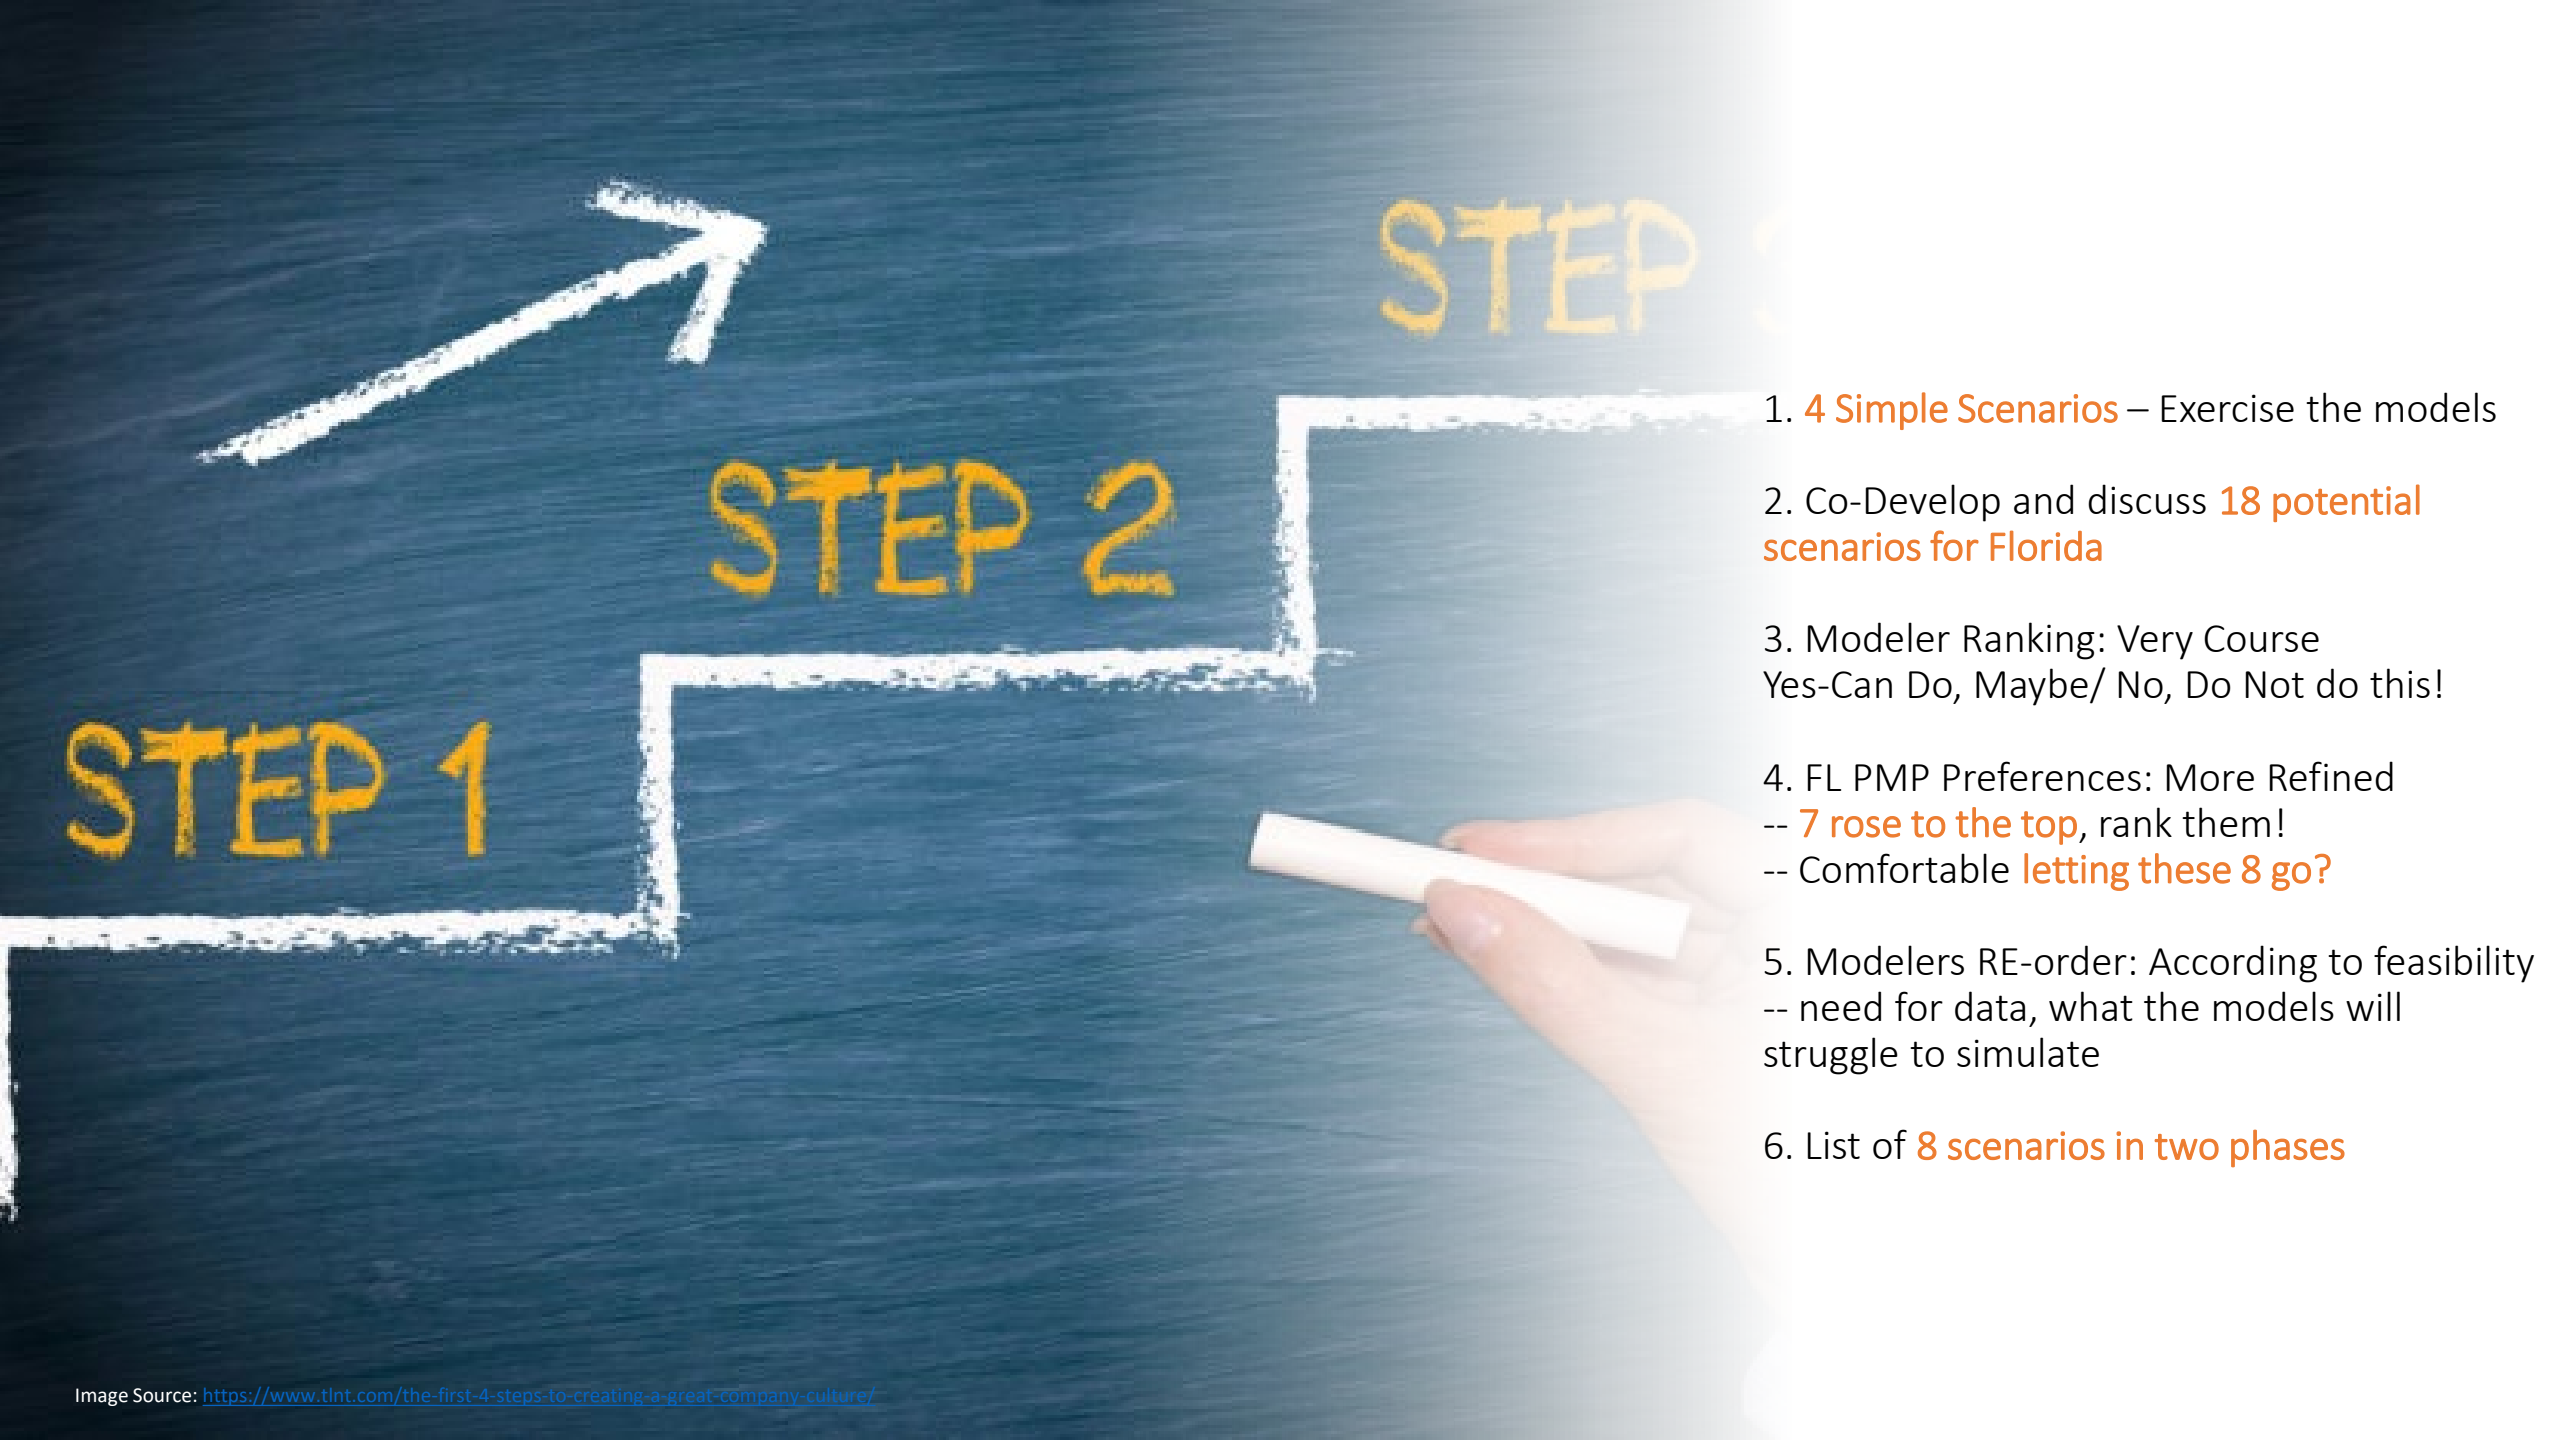 STEP 1
STEP 2
STEP
1. 4 Simple Scenarios – Exercise the models
2. Co-Develop and discuss 18 potential
scenarios for Florida
3. Modeler Ranking: Very Course
Yes-Can Do, Maybe/ No, Do Not do this!
4. FL PMP Preferences: More Refined
-- 7 rose to the top, rank them!
-- Comfortable letting these 8 go?
5. Modelers RE-order: According to feasibility
-- need for data, what the models will
struggle to simulate
6. List of 8 scenarios in two phases
Image Source: https://www.tlnt.com/the-first-4-steps-to-creating-a-great-company-culture/